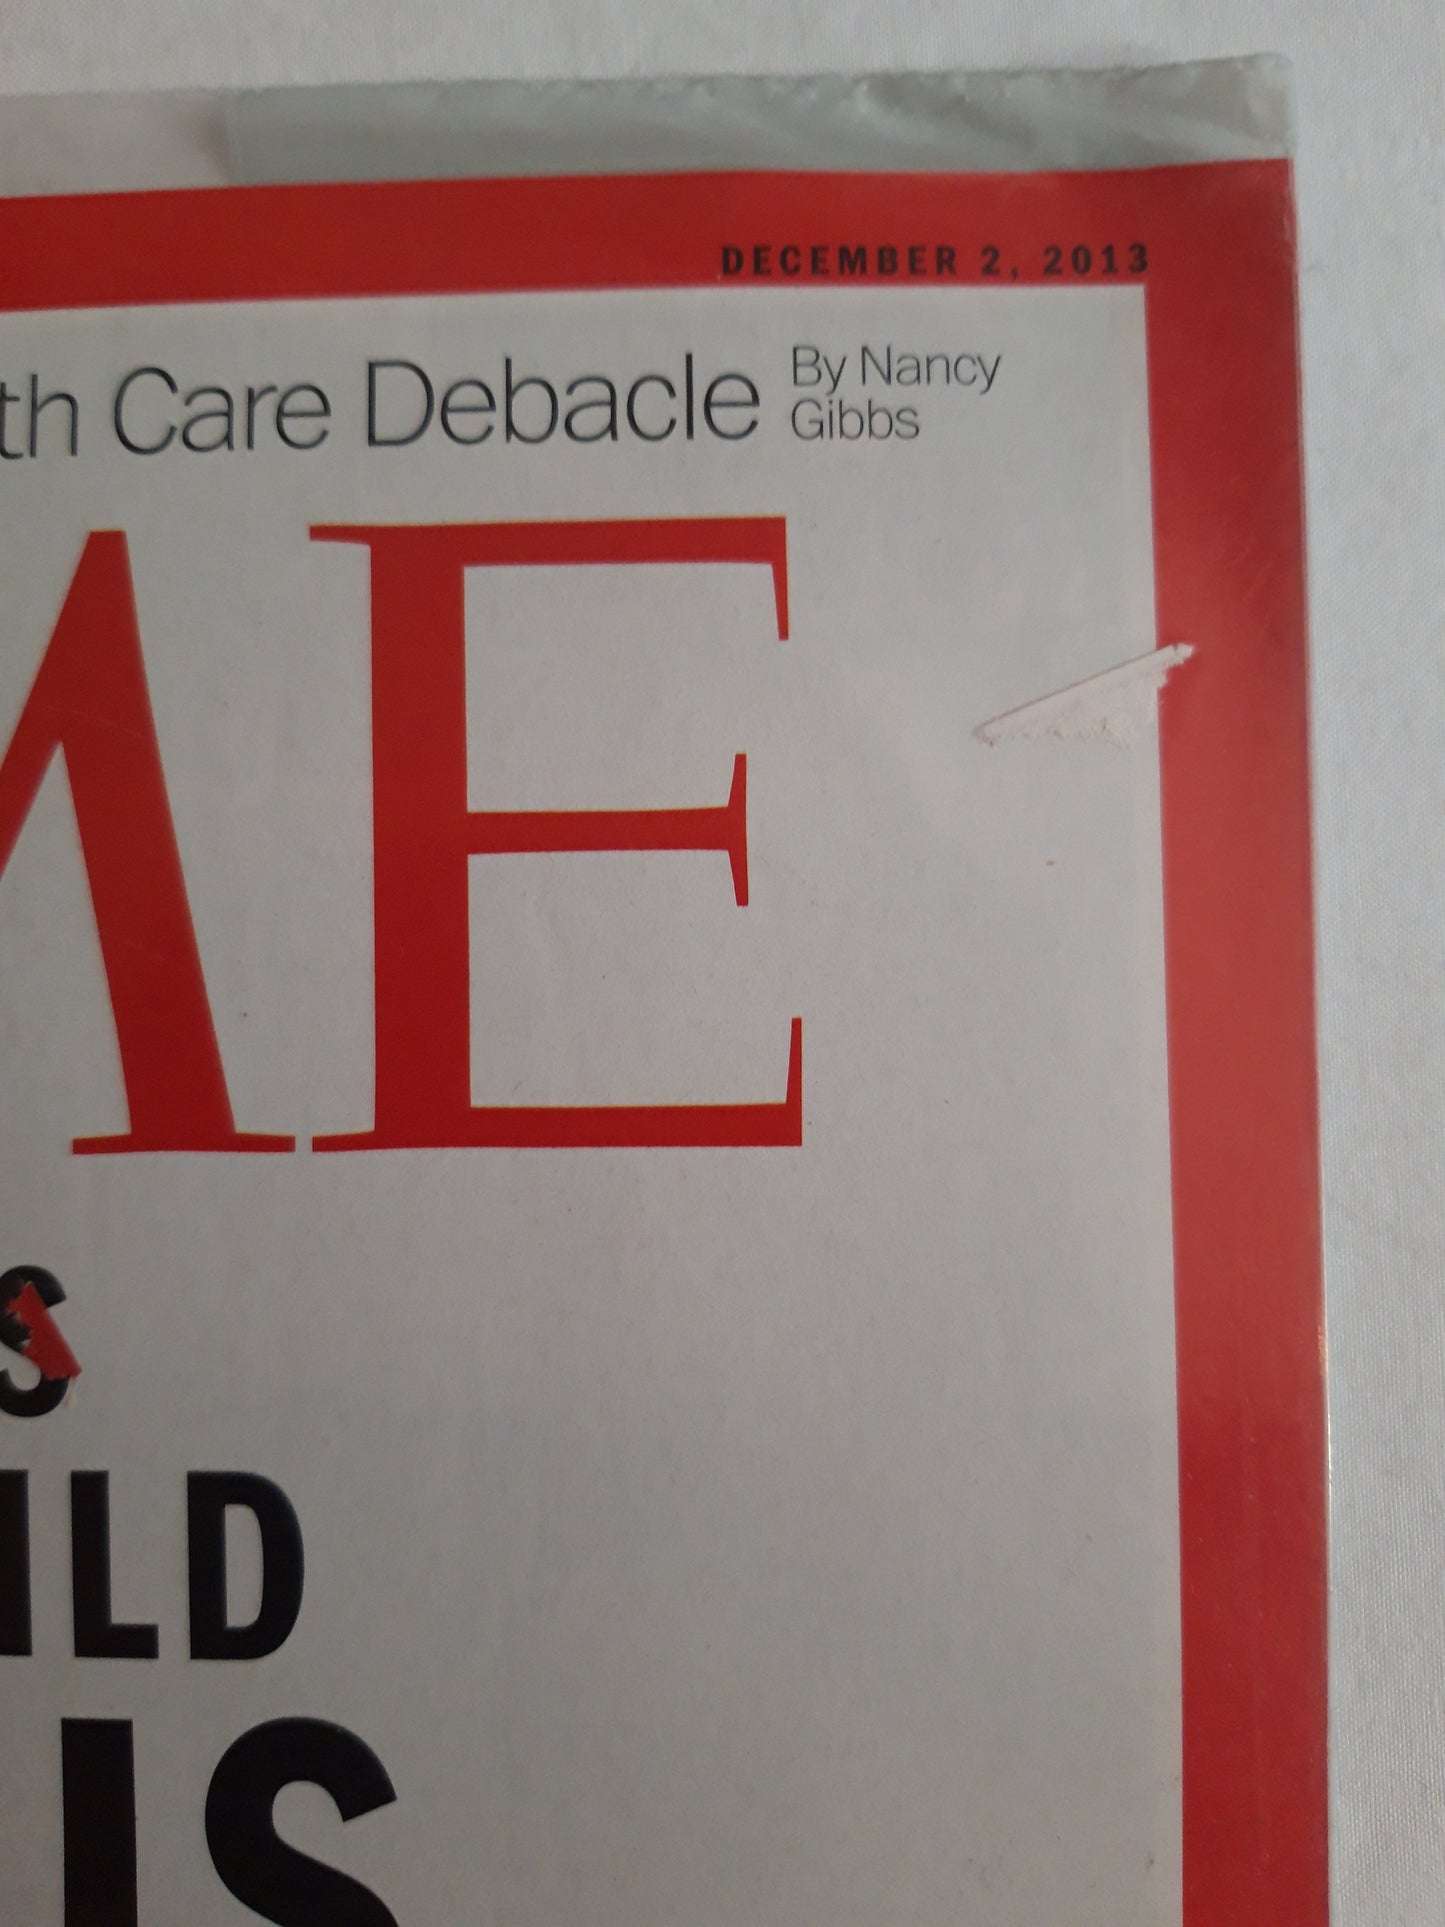 DECEMBER 2, 2013
th Care Debacle By Nancy
Gibbs
ME
S
ILD
IS